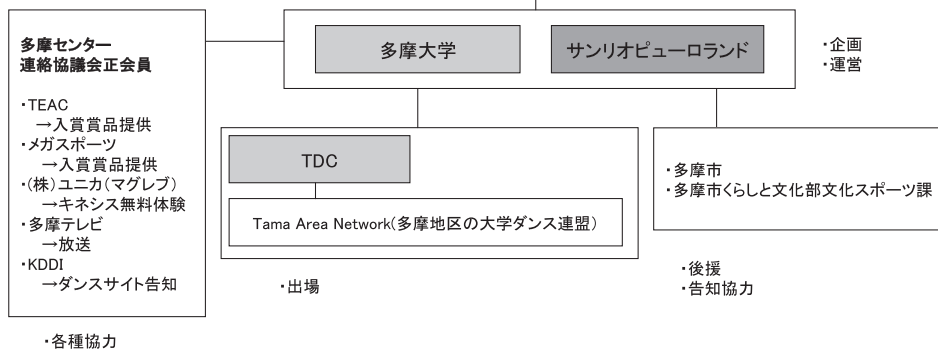 多摩センター
連絡協議会正会員
・TEAC
→入賞賞品提供
・メガスポーツ
→入賞賞品提供
・(株)ユニカ(マグレブ)
→キネシス無料体験
・多摩テレビ
→放送
・KDDI
→ダンスサイト告知
・各種協力
多摩大学
サンリオピューロランド
・企画
・運営
TDC
Tama Area Network(多摩地区の大学ダンス連盟)
・出場
・多摩市
・多摩市くらしと文化部文化スポーツ課
・後援
・告知協力